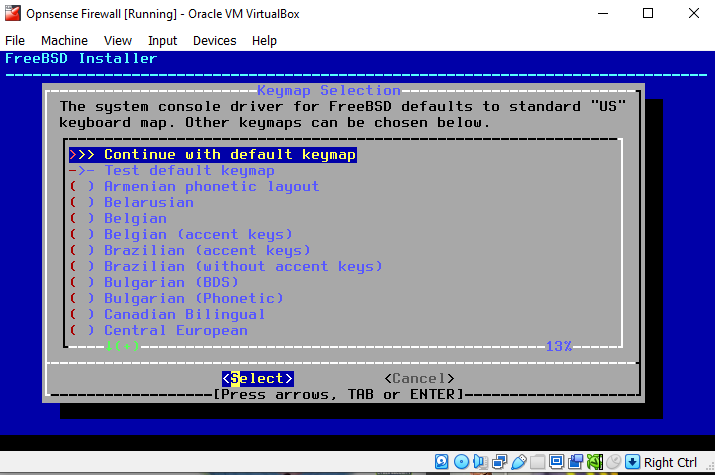 Opnsense Firewall [Running] - Oracle VM VirtualBox
File Machine View Input Devices Help
FreeBSD Installer
Keymap Selection
The system console driver for FreeBSD defaults to standard "US"
keyboard map. Other keymaps can be chosen below.
>>> Continue with default keymap
->- Test default keymap
( ) Armenian phonetic layout
( ) Belarusian
( ) Belgian
( ) Belgian (accent keys)
( ) Brazilian (accent keys)
( ) Brazilian (without accent keys)
( ) Bulgarian (BDS)
( ) Bulgarian (Phonetic)
( ) Canadian Bilingual
( ) Central European
↓(+) 13%
<Select> <Cancel>
[Press arrows, TAB or ENTER]
Right Ctrl